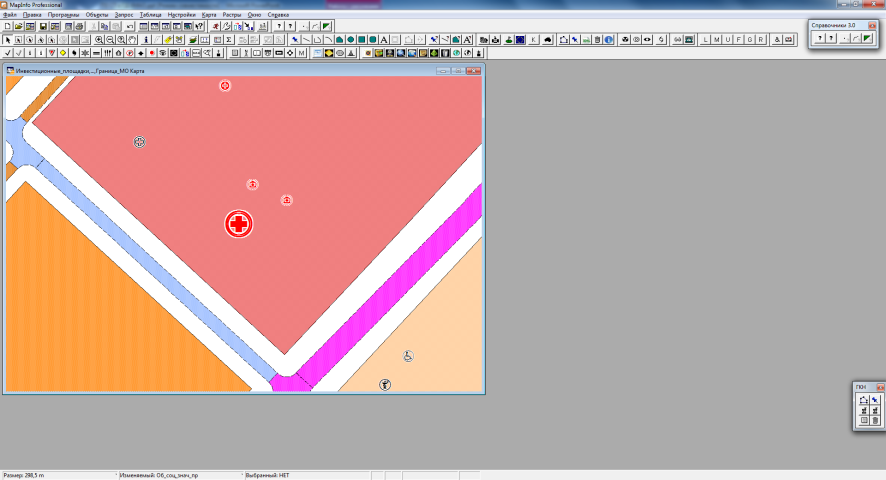 MapInfo Professional
Файл Правка Программы Объекты Запрос Таблица Настройки Карта Растры Окно Справка
Справочники 3.0
L M U F G R
Инвестиционные_площадки,...,Граница_МО Карта
ПКН
Размер: 298,5 m Изменяемый: Об_соц_знач_пр Выбранный: НЕТ